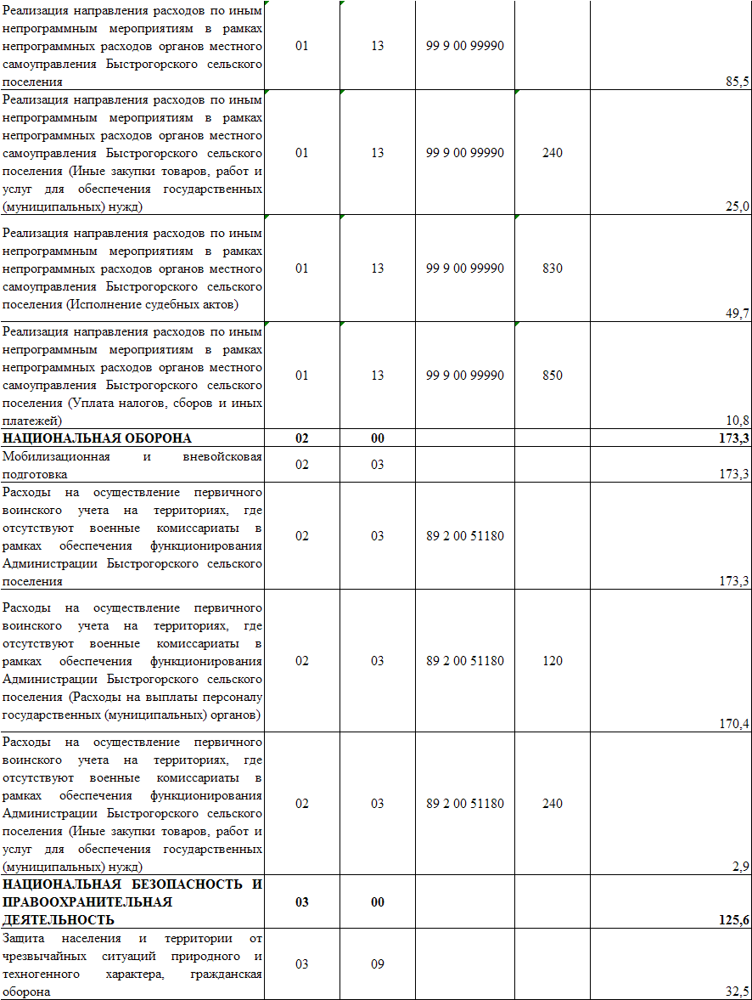 Реализация направления расходов по иным
непрограммным мероприятиям в рамках
непрограммных расходов органов местного
самоуправления Быстрогорского сельского
поселения
01 13 99 9 00 99990
85,5
Реализация направления расходов по иным
непрограммным мероприятиям в рамках
непрограммных расходов органов местного
самоуправления Быстрогорского сельского
поселения (Иные закупки товаров, работ и
услуг для обеспечения государственных
(муниципальных) нужд)
01 13 99 9 00 99990 240
25,0
Реализация направления расходов по иным
непрограммным мероприятиям в рамках
непрограммных расходов органов местного
самоуправления Быстрогорского сельского
поселения (Исполнение судебных актов)
01 13 99 9 00 99990 830
49,7
Реализация направления расходов по иным
непрограммным мероприятиям в рамках
непрограммных расходов органов местного
самоуправления Быстрогорского сельского
поселения (Уплата налогов, сборов и иных
платежей)
01 13 99 9 00 99990 850
10,8
НАЦИОНАЛЬНАЯ ОБОРОНА 02 00 173,3
Мобилизационная и вневойсковая
подготовка
02 03
173,3
Расходы на осуществление первичного
воинского учета на территориях, где
отсутствуют военные комиссариаты в
рамках обеспечения функционирования
Администрации Быстрогорского сельского
поселения
02 03 89 2 00 51180
173,3
Расходы на осуществление первичного
воинского учета на территориях, где
отсутствуют военные комиссариаты в
рамках обеспечения функционирования
Администрации Быстрогорского сельского
поселения (Расходы на выплаты персоналу
государственных (муниципальных) органов)
02 03 89 2 00 51180 120
170,4
Расходы на осуществление первичного
воинского учета на территориях, где
отсутствуют военные комиссариаты в
рамках обеспечения функционирования
Администрации Быстрогорского сельского
поселения (Иные закупки товаров, работ и
услуг для обеспечения государственных
(муниципальных) нужд)
02 03 89 2 00 51180 240
2,9
НАЦИОНАЛЬНАЯ БЕЗОПАСНОСТЬ И
ПРАВООХРАНИТЕЛЬНАЯ
ДЕЯТЕЛЬНОСТЬ
03 00
125,6
Защита населения и территории от
чрезвычайных ситуаций природного и
техногенного характера, гражданская
оборона
03 09
32,5